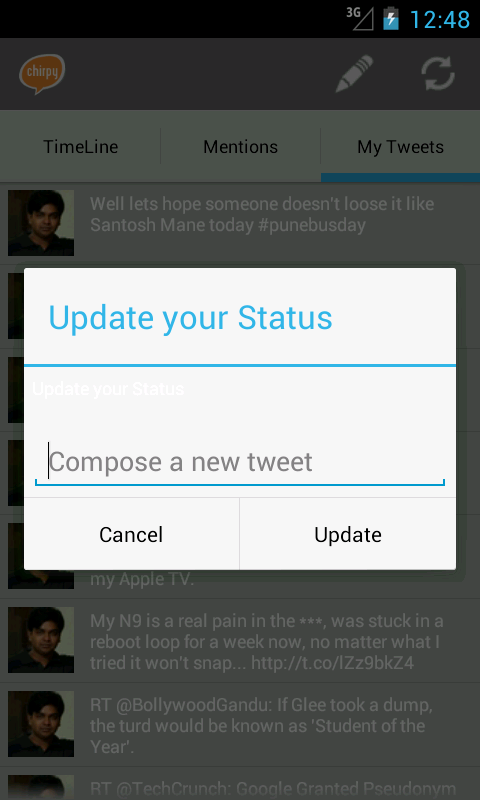 3G
12:48
chirpy
TimeLine
Mentions
My Tweets
Well lets hope someone doesn't loose it like
Santosh Mane today #punebusday
Update your Status
Update your Status
Compose a new tweet
Cancel
Update
my Apple TV.
My N9 is a real pain in the ***, was stuck in a
reboot loop for a week now, no matter what I
tried it won't snap... http://t.co/lZz9bkZ4
RT @BollywoodGandu: If Glee took a dump,
the turd would be known as 'Student of the
Year'.
RT @TechCrunch: Google Granted Pseudonym